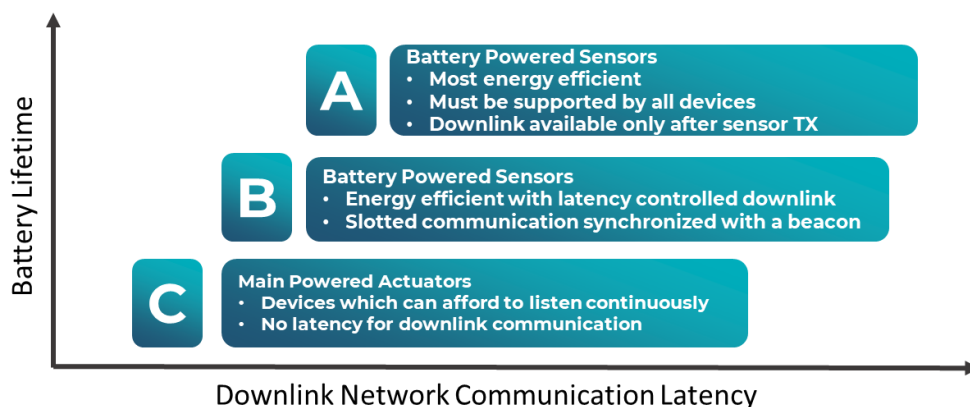 Battery Lifetime
A
Battery Powered Sensors
• Most energy efficient
• Must be supported by all devices
• Downlink available only after sensor TX
B
Battery Powered Sensors
• Energy efficient with latency controlled downlink
• Slotted communication synchronized with a beacon
C
Main Powered Actuators
• Devices which can afford to listen continuously
• No latency for downlink communication
Downlink Network Communication Latency